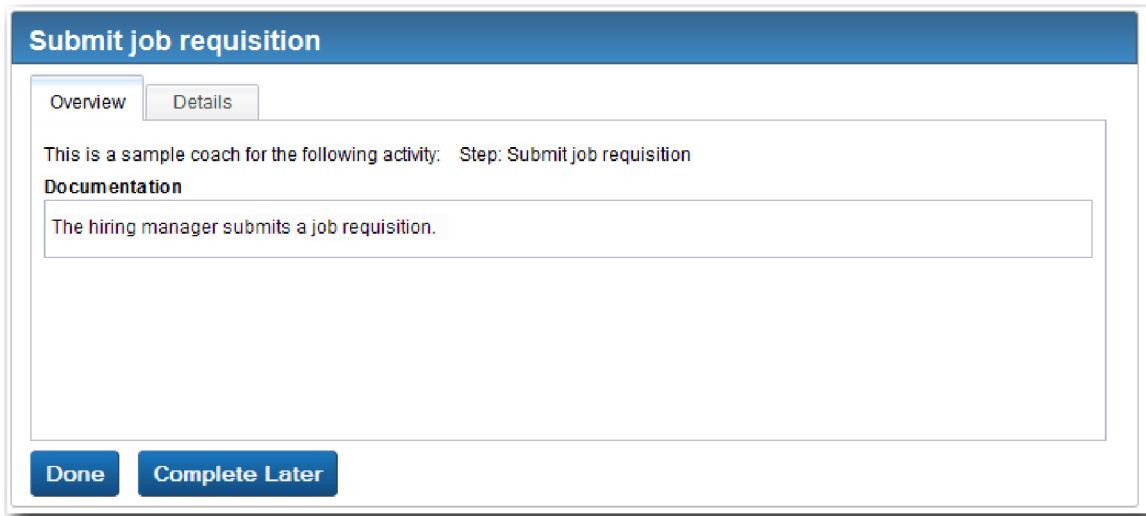 Submit job requisition
Overview Details
This is a sample coach for the following activity: Step: Submit job requisition
Documentation
The hiring manager submits a job requisition.
Done Complete Later